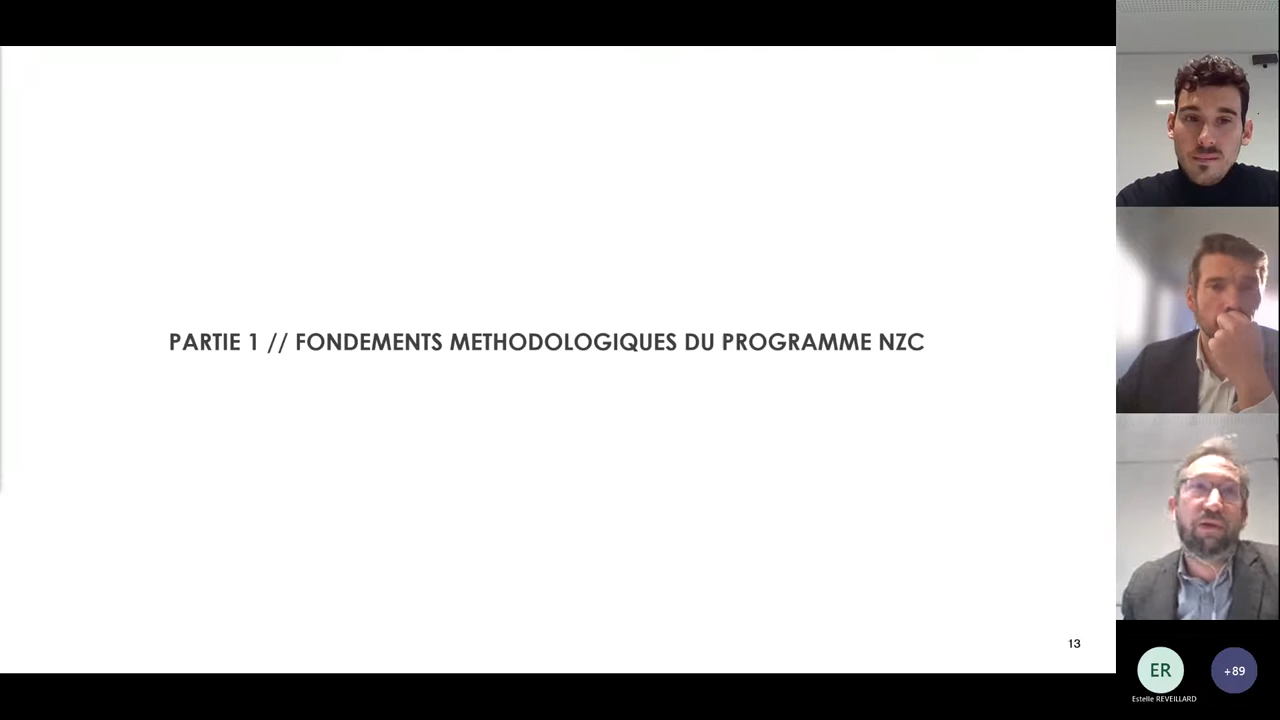 PARTIE 1 // FONDEMENTS METHODOLOGIQUES DU PROGRAMME NZC
13
ER
+89
Estelle REVEILLARD